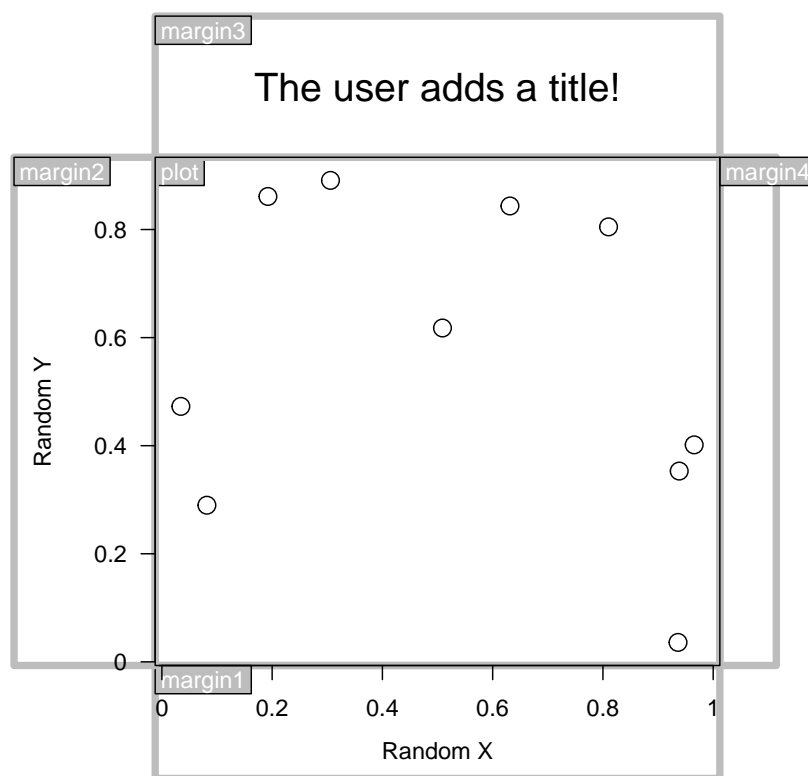 margin3
The user adds a title!
margin2
plot
margin4
0.8
0.6
Random Y
0.4
0.2
0
margin1
0 0.2 0.4 0.6 0.8 1
Random X